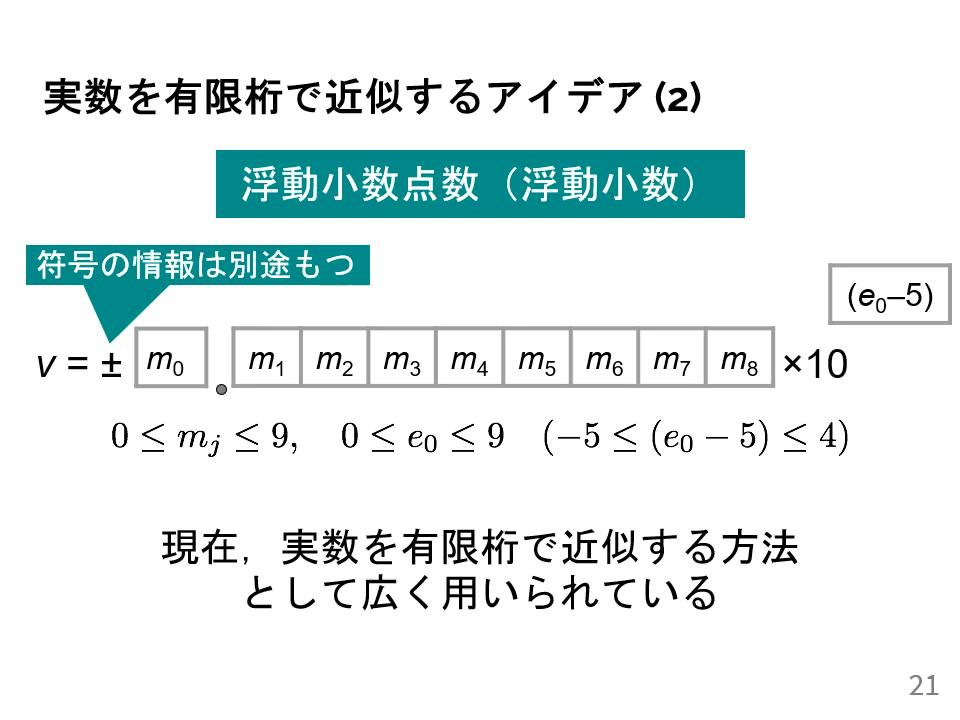 実数を有限桁で近似するアイデア (2)
浮動小数点数（浮動小数）
符号の情報は別途もつ
(e₀–5)
v = ± m₀ . m₁ m₂ m₃ m₄ m₅ m₆ m₇ m₈ ×10
0 ≤ mⱼ ≤ 9, 0 ≤ e₀ ≤ 9 (−5 ≤ (e₀ − 5) ≤ 4)
現在，実数を有限桁で近似する方法
として広く用いられている
21